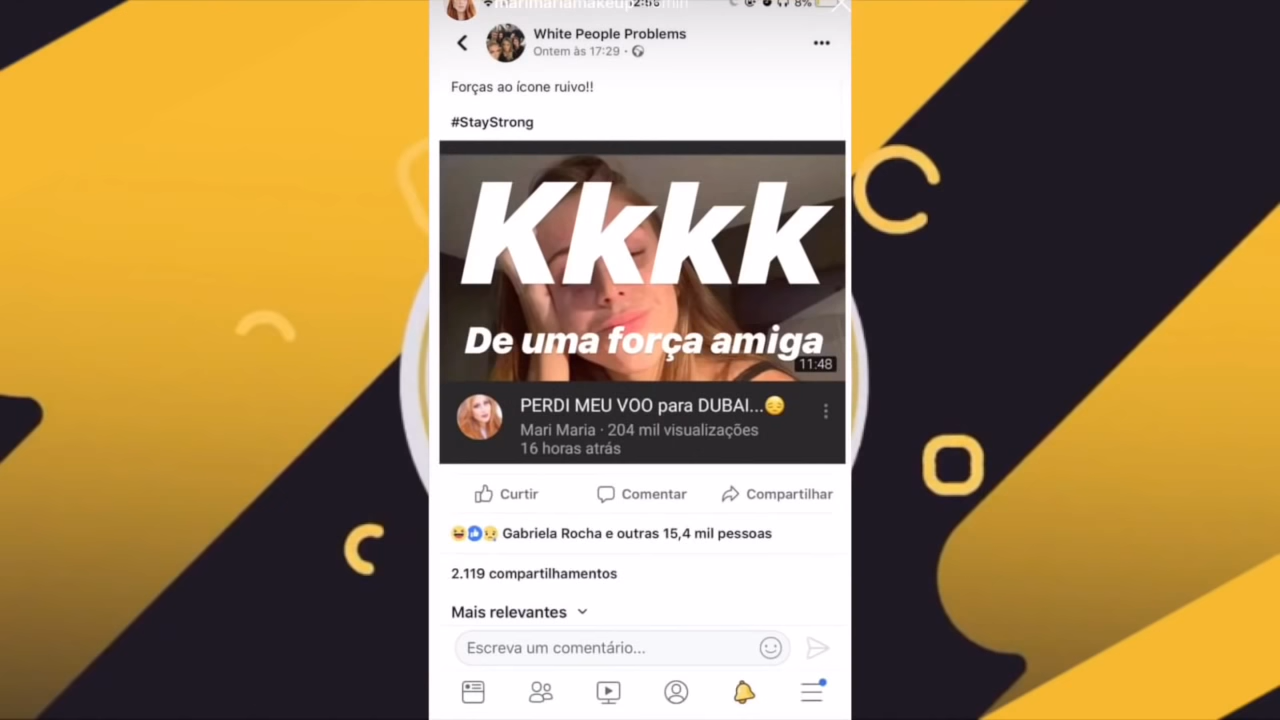 marimariamakeup
8%
White People Problems
Ontem às 17:29 ·
Forças ao ícone ruivo!!
#StayStrong
Kkkk
De uma força amiga
11:48
PERDI MEU VOO para DUBAI...😔
Mari Maria · 204 mil visualizações
16 horas atrás
Curtir
Comentar
Compartilhar
Gabriela Rocha e outras 15,4 mil pessoas
2.119 compartilhamentos
Mais relevantes
Escreva um comentário...